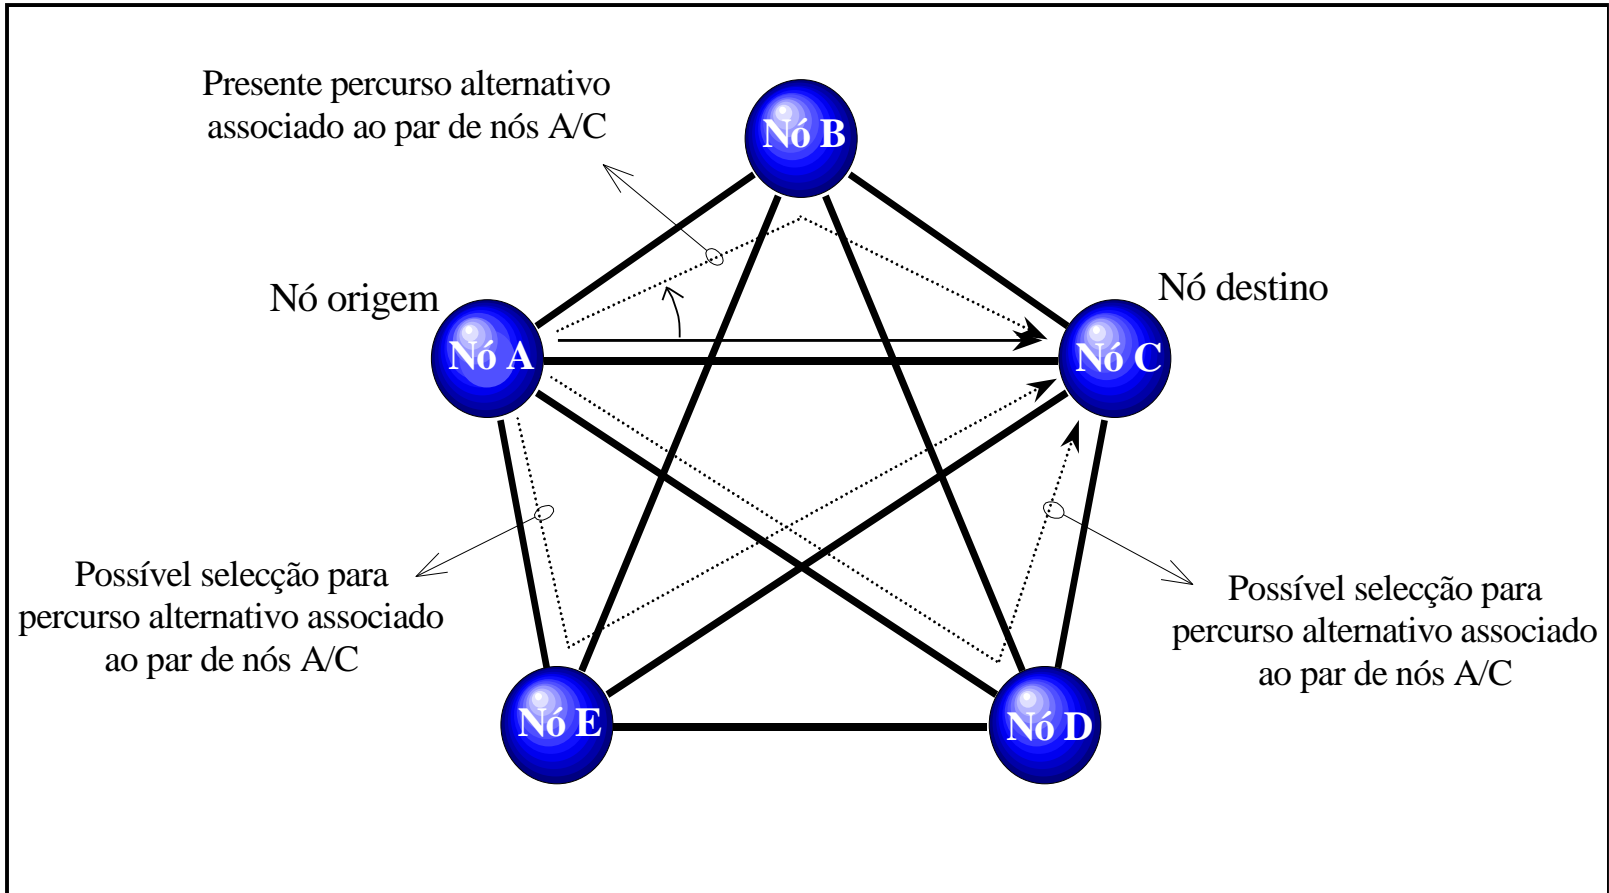 Presente percurso alternativo
associado ao par de nós A/C
Nó B
Nó origem
Nó destino
Nó A
Nó C
Possível selecção para
percurso alternativo associado
ao par de nós A/C
Possível selecção para
percurso alternativo associado
ao par de nós A/C
Nó E
Nó D